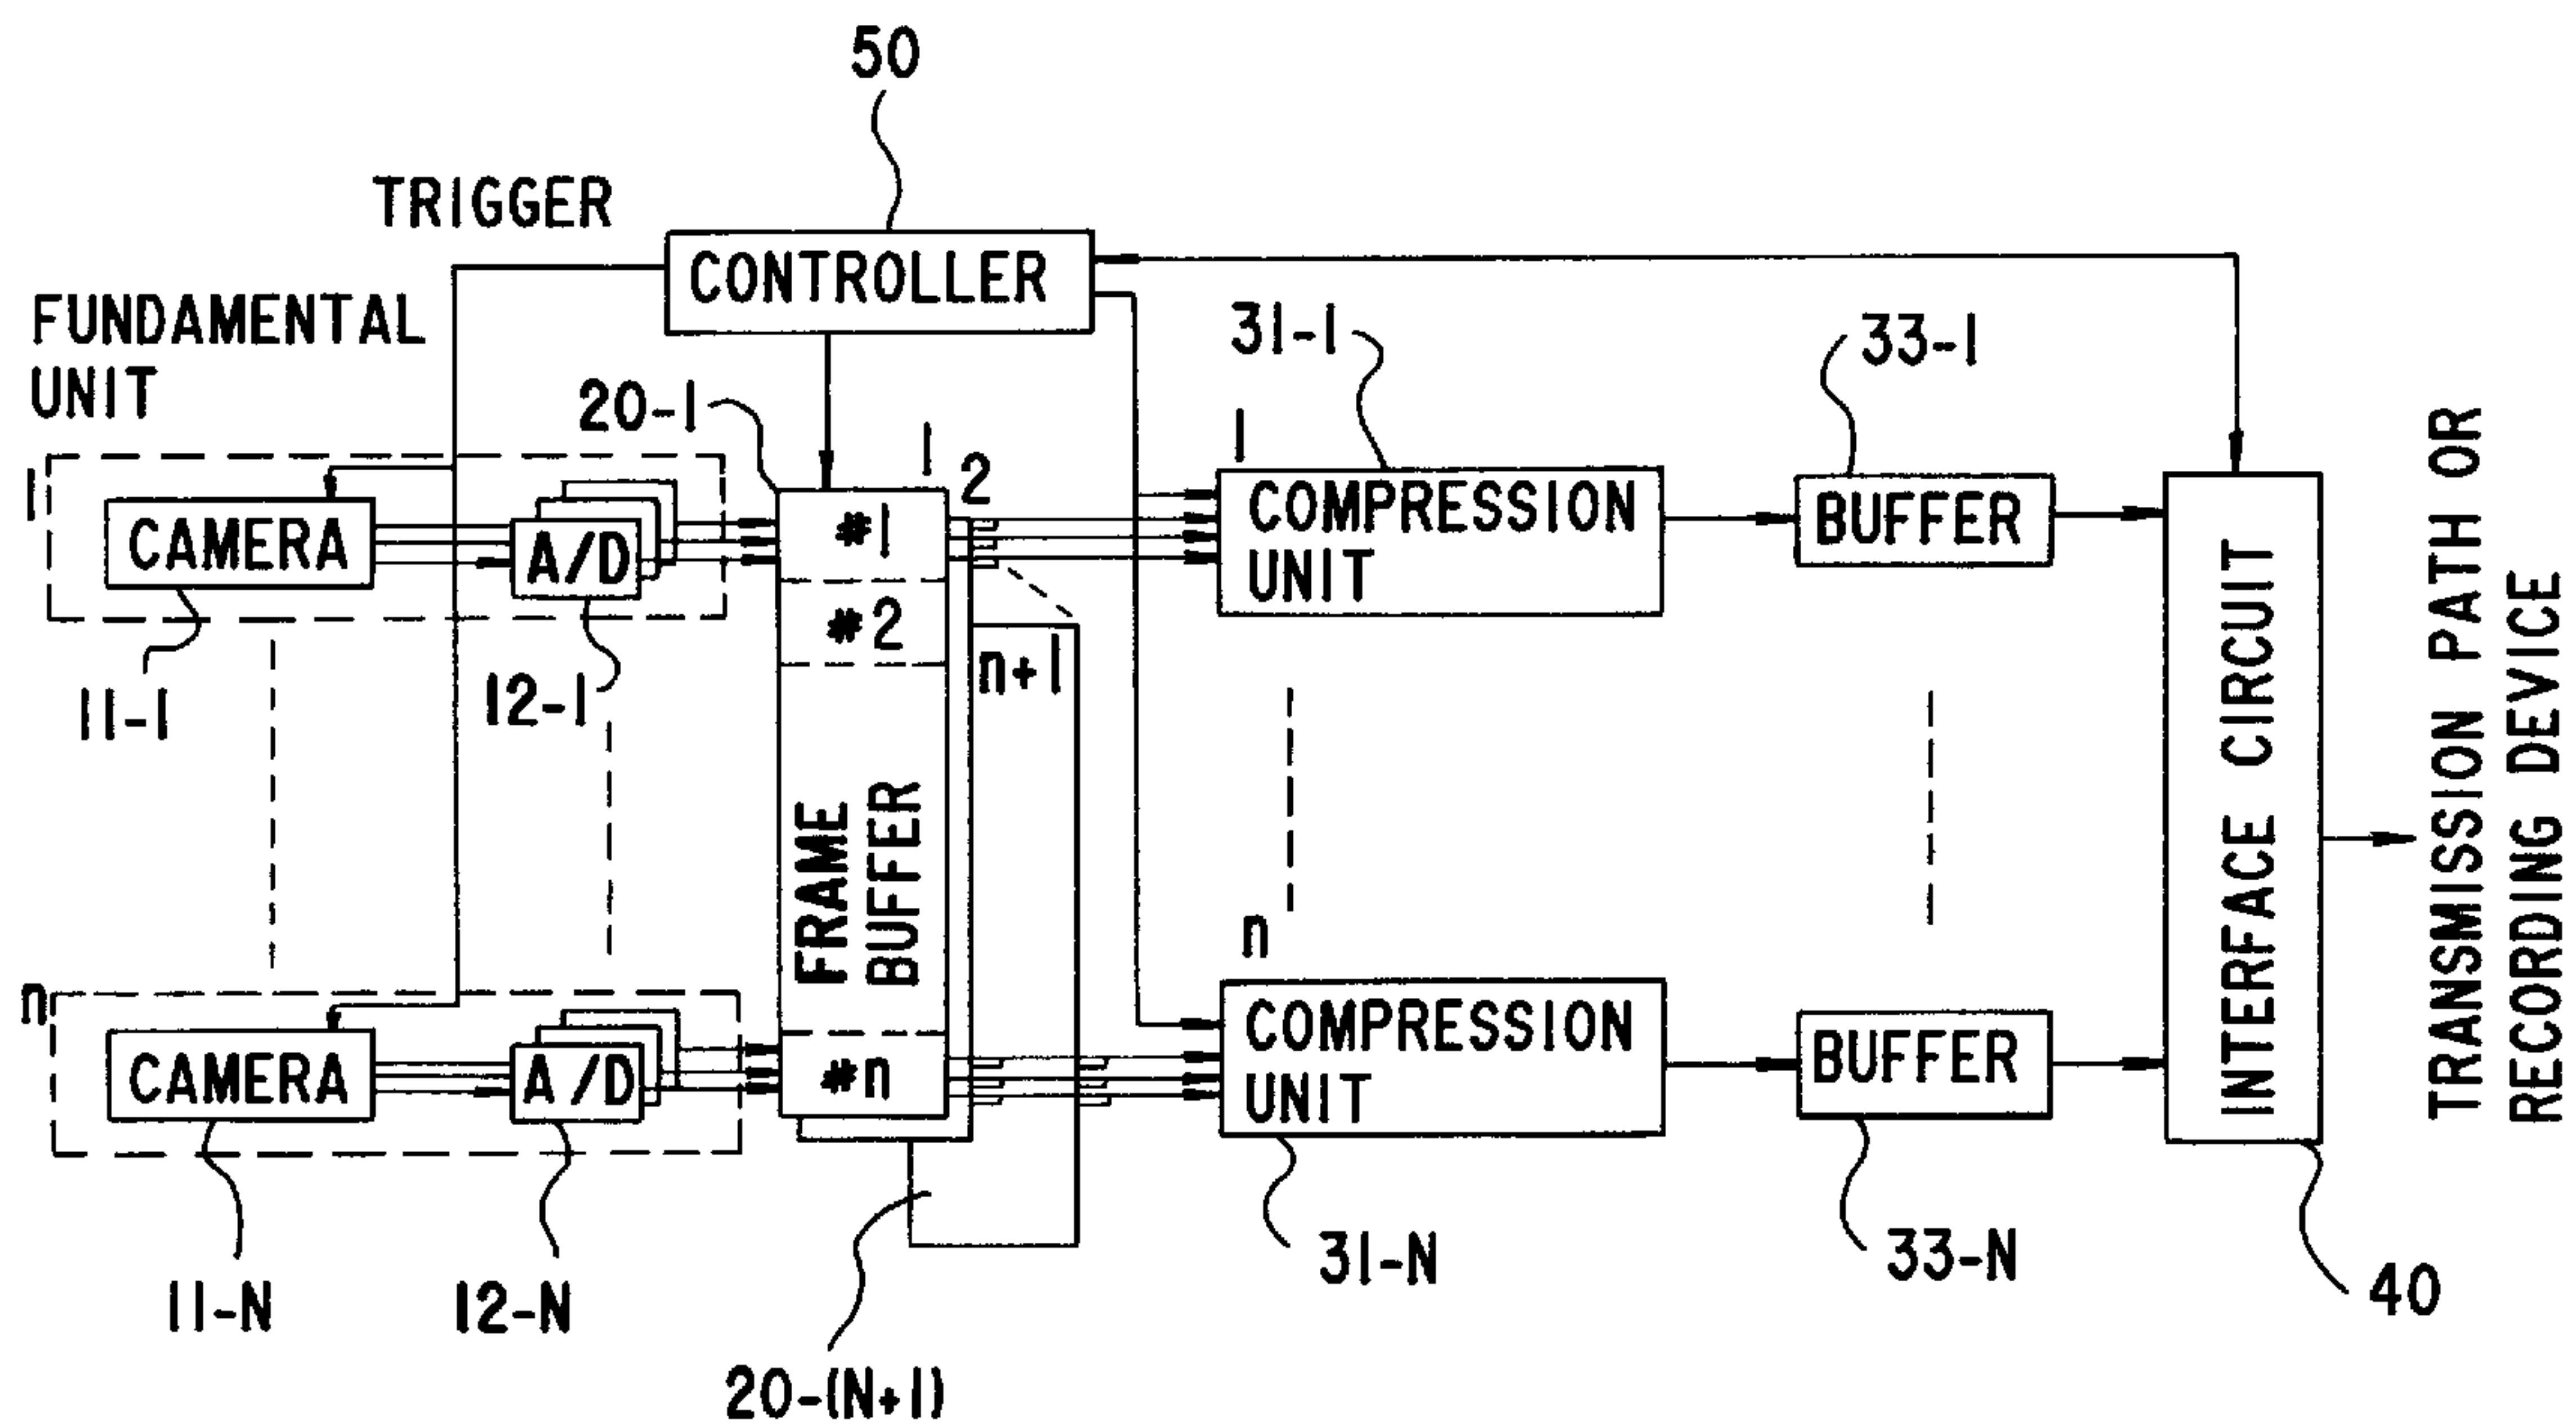 50
TRIGGER
CONTROLLER
FUNDAMENTAL
UNIT
20-1
31-1
33-1
1
1
2
1
CAMERA
A/D
#1
COMPRESSION
UNIT
BUFFER
#2
n+1
11-1
12-1
FRAME
BUFFER
INTERFACE CIRCUIT
TRANSMISSION PATH OR
RECORDING DEVICE
n
n
CAMERA
A/D
#n
COMPRESSION
UNIT
BUFFER
11-N
12-N
20-(N+1)
31-N
33-N
40